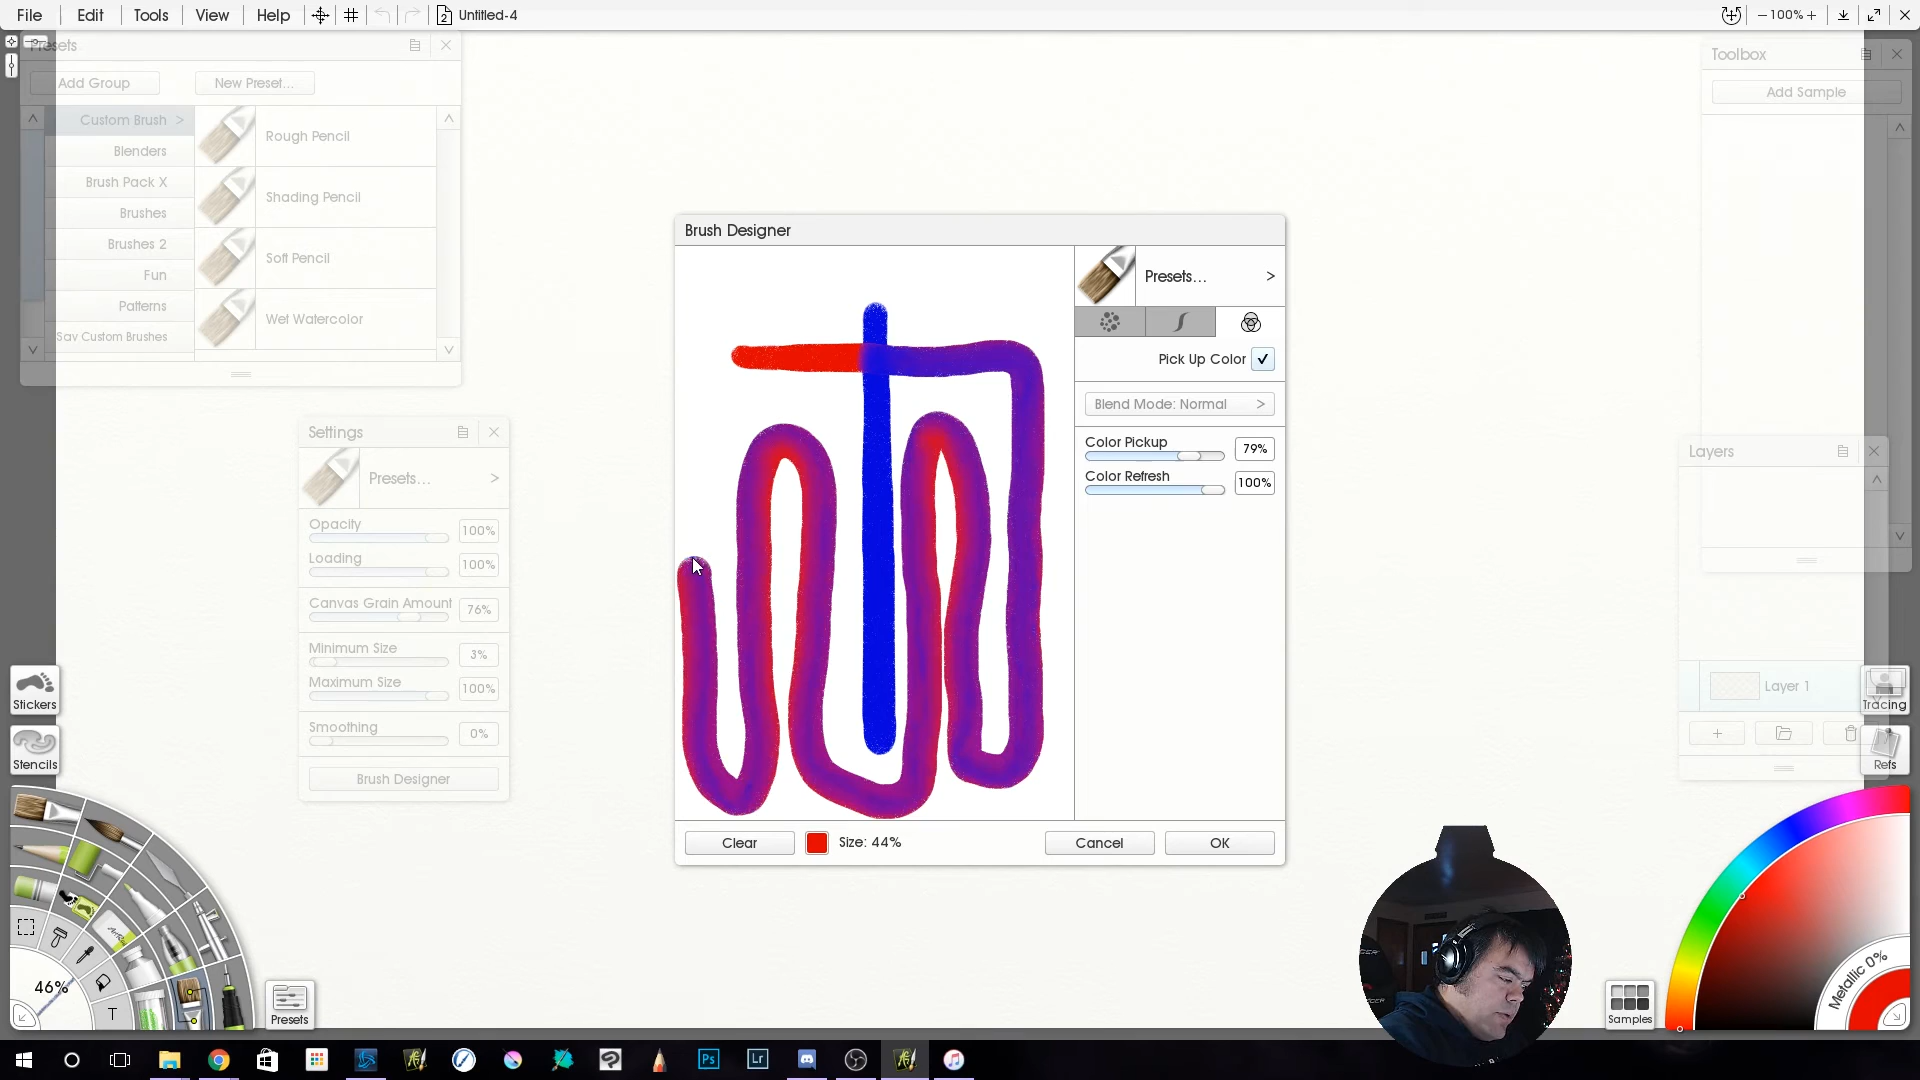 File Edit Tools View Help 2 Untitled-4 100%
Presets
Add Group New Preset...
Custom Brush >
Blenders
Brush Pack X
Brushes
Brushes 2
Fun
Patterns
Sav Custom Brushes
Rough Pencil
Shading Pencil
Soft Pencil
Wet Watercolor
Settings
Presets... >
Opacity 100%
Loading 100%
Canvas Grain Amount 76%
Minimum Size 3%
Maximum Size 100%
Smoothing 0%
Brush Designer
Stickers
Stencils
46%
T
Presets
Brush Designer
Presets... >
Pick Up Color
Blend Mode: Normal >
Color Pickup 79%
Color Refresh 100%
Clear Size: 44% Cancel OK
Toolbox
Add Sample
Layers
Layer 1
Tracing
Refs
Samples
Metallic 0%
Ps Lr